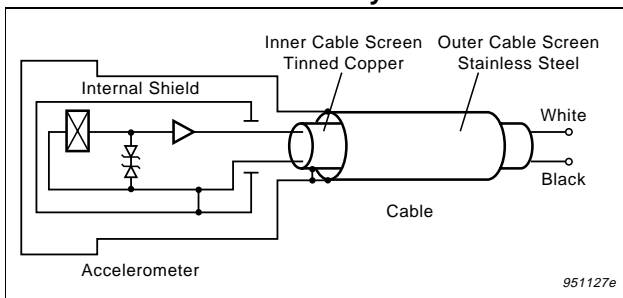 Inner Cable Screen
Tinned Copper
Outer Cable Screen
Stainless Steel
Internal Shield
White
Black
Cable
Accelerometer
951127e